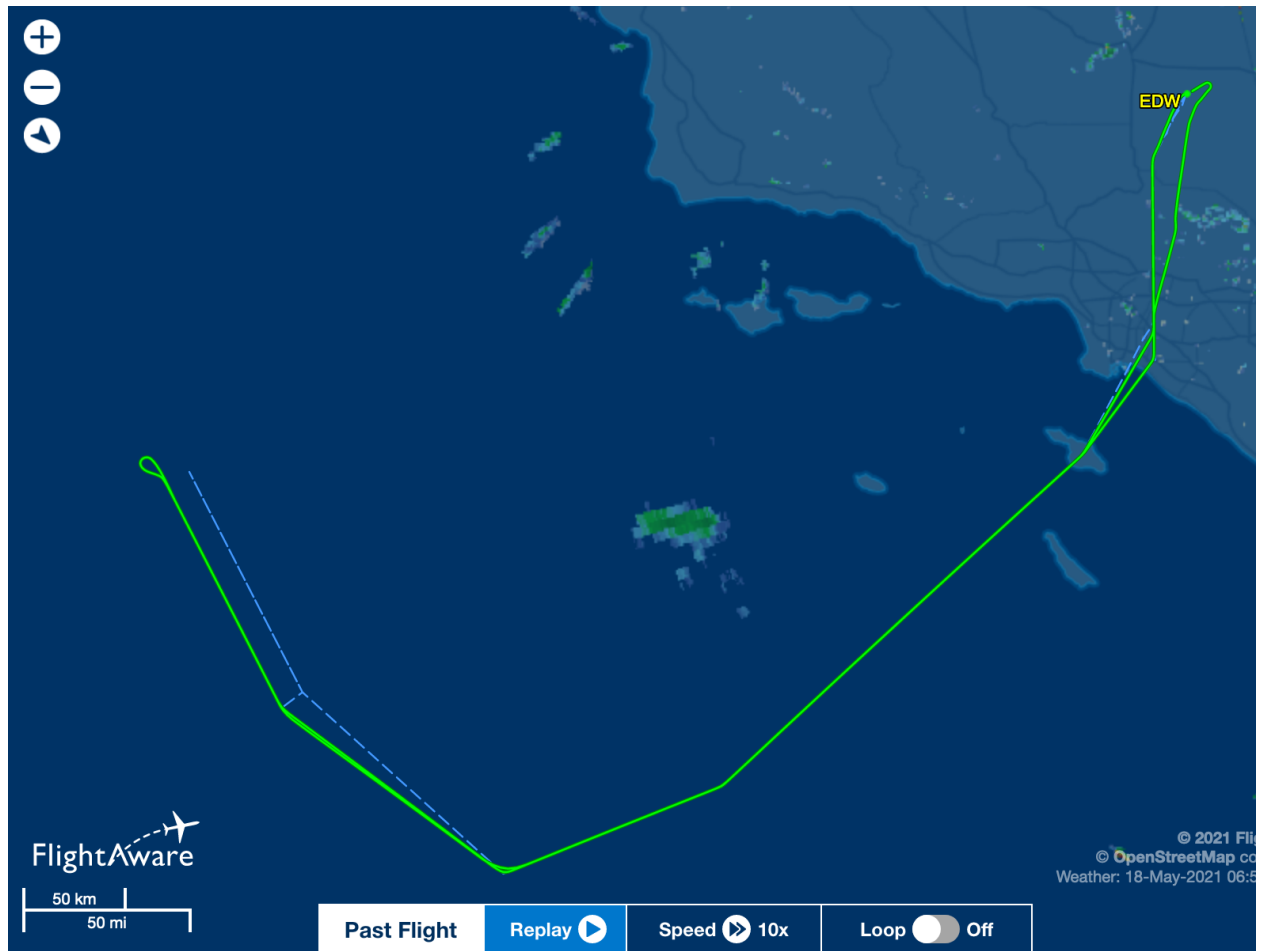 EDW
FlightAware
50 km
50 mi
© 2021 Flig
© OpenStreetMap co
Weather: 18-May-2021 06:5
Past Flight
Replay
Speed 10x
Loop Off